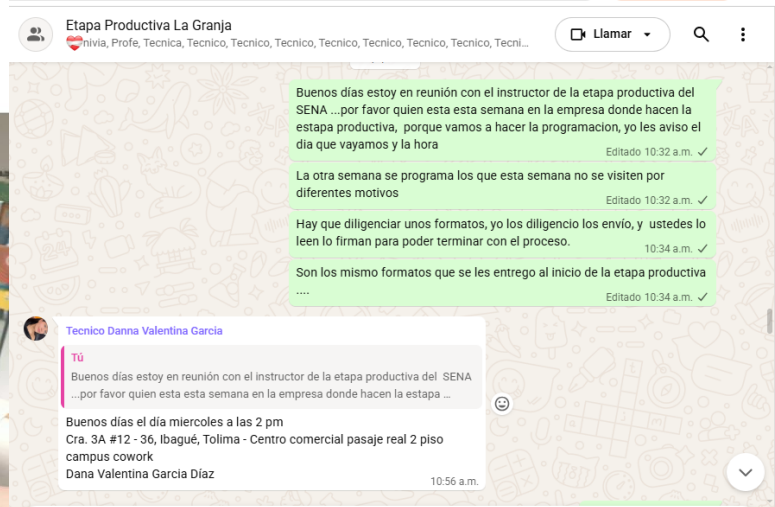 Etapa Productiva La Granja
nivia, Profe, Tecnica, Tecnico, Tecnico, Tecnico, Tecnico, Tecnico, Tecnico, Tecnico, Tecni...
Llamar
Buenos días estoy en reunión con el instructor de la etapa productiva del
SENA ...por favor quien esta esta semana en la empresa donde hacen la
estapa productiva, porque vamos a hacer la programacion, yo les aviso el
dia que vayamos y la hora
Editado 10:32 a.m.
La otra semana se programa los que esta semana no se visiten por
diferentes motivos
Editado 10:32 a.m.
Hay que diligenciar unos formatos, yo los diligencio los envío, y ustedes lo
leen lo firman para poder terminar con el proceso.
10:34 a.m.
Son los mismo formatos que se les entrego al inicio de la etapa productiva
....
Editado 10:34 a.m.
Tecnico Danna Valentina Garcia
Tú
Buenos días estoy en reunión con el instructor de la etapa productiva del SENA
...por favor quien esta esta semana en la empresa donde hacen la estapa ...
Buenos días el día miercoles a las 2 pm
Cra. 3A #12 - 36, Ibagué, Tolima - Centro comercial pasaje real 2 piso
campus cowork
Dana Valentina Garcia Díaz
10:56 a.m.